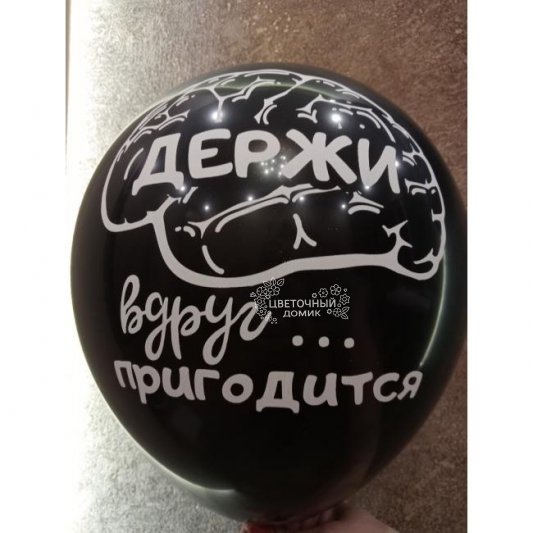 ДЕРЖИ
вдруг...
ЦВЕТОЧНЫЙ
ДОМИК
пригодится